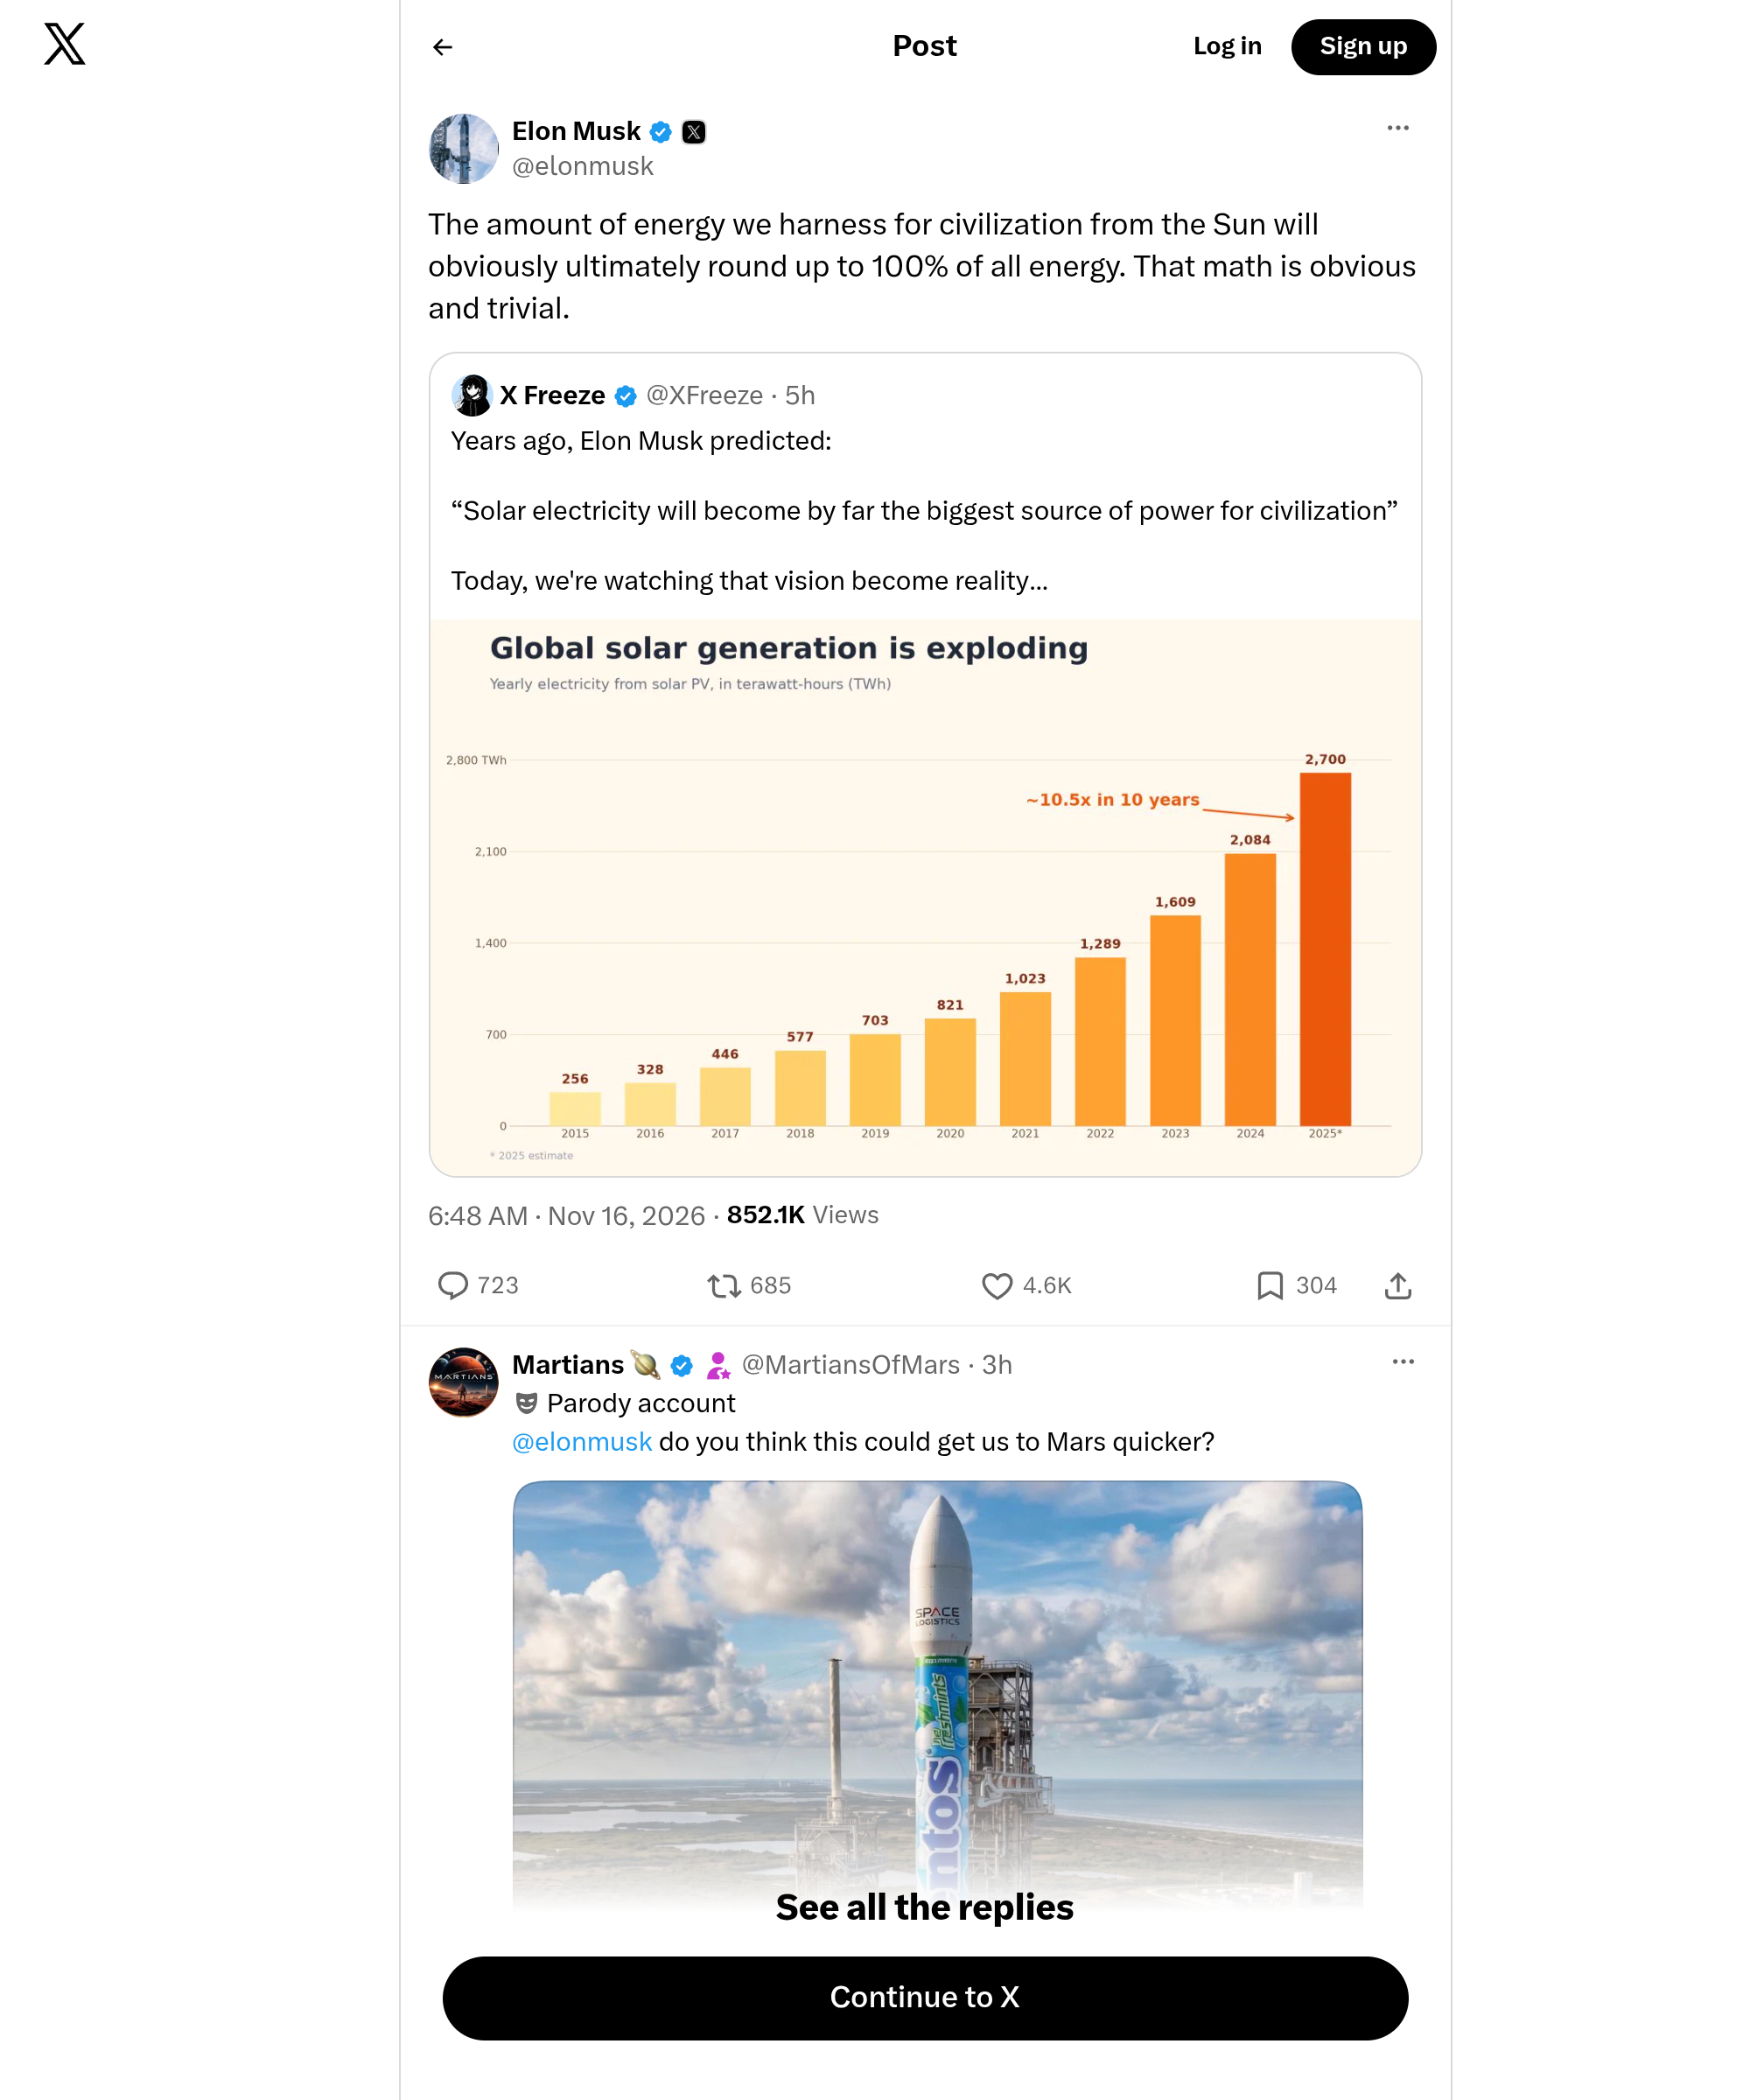 Post
Log in
Sign up
Elon Musk
@elonmusk
The amount of energy we harness for civilization from the Sun will
obviously ultimately round up to 100% of all energy. That math is obvious
and trivial.
X Freeze @XFreeze · 5h
Years ago, Elon Musk predicted:
“Solar electricity will become by far the biggest source of power for civilization”
Today, we're watching that vision become reality...
Global solar generation is exploding
Yearly electricity from solar PV, in terawatt-hours (TWh)
2,800 TWh
2,100
1,400
700
0
~10.5x in 10 years
256
328
446
577
703
821
1,023
1,289
1,609
2,084
2,700
2015
2016
2017
2018
2019
2020
2021
2022
2023
2024
2025*
* 2025 estimate
6:48 AM · Nov 16, 2026 · 852.1K Views
723
685
4.6K
304
Martians 🪐 @MartiansOfMars · 3h
MARTIANS
Parody account
@elonmusk do you think this could get us to Mars quicker?
SPACE
LOGISTICS
freshmints
ntos
See all the replies
Continue to X